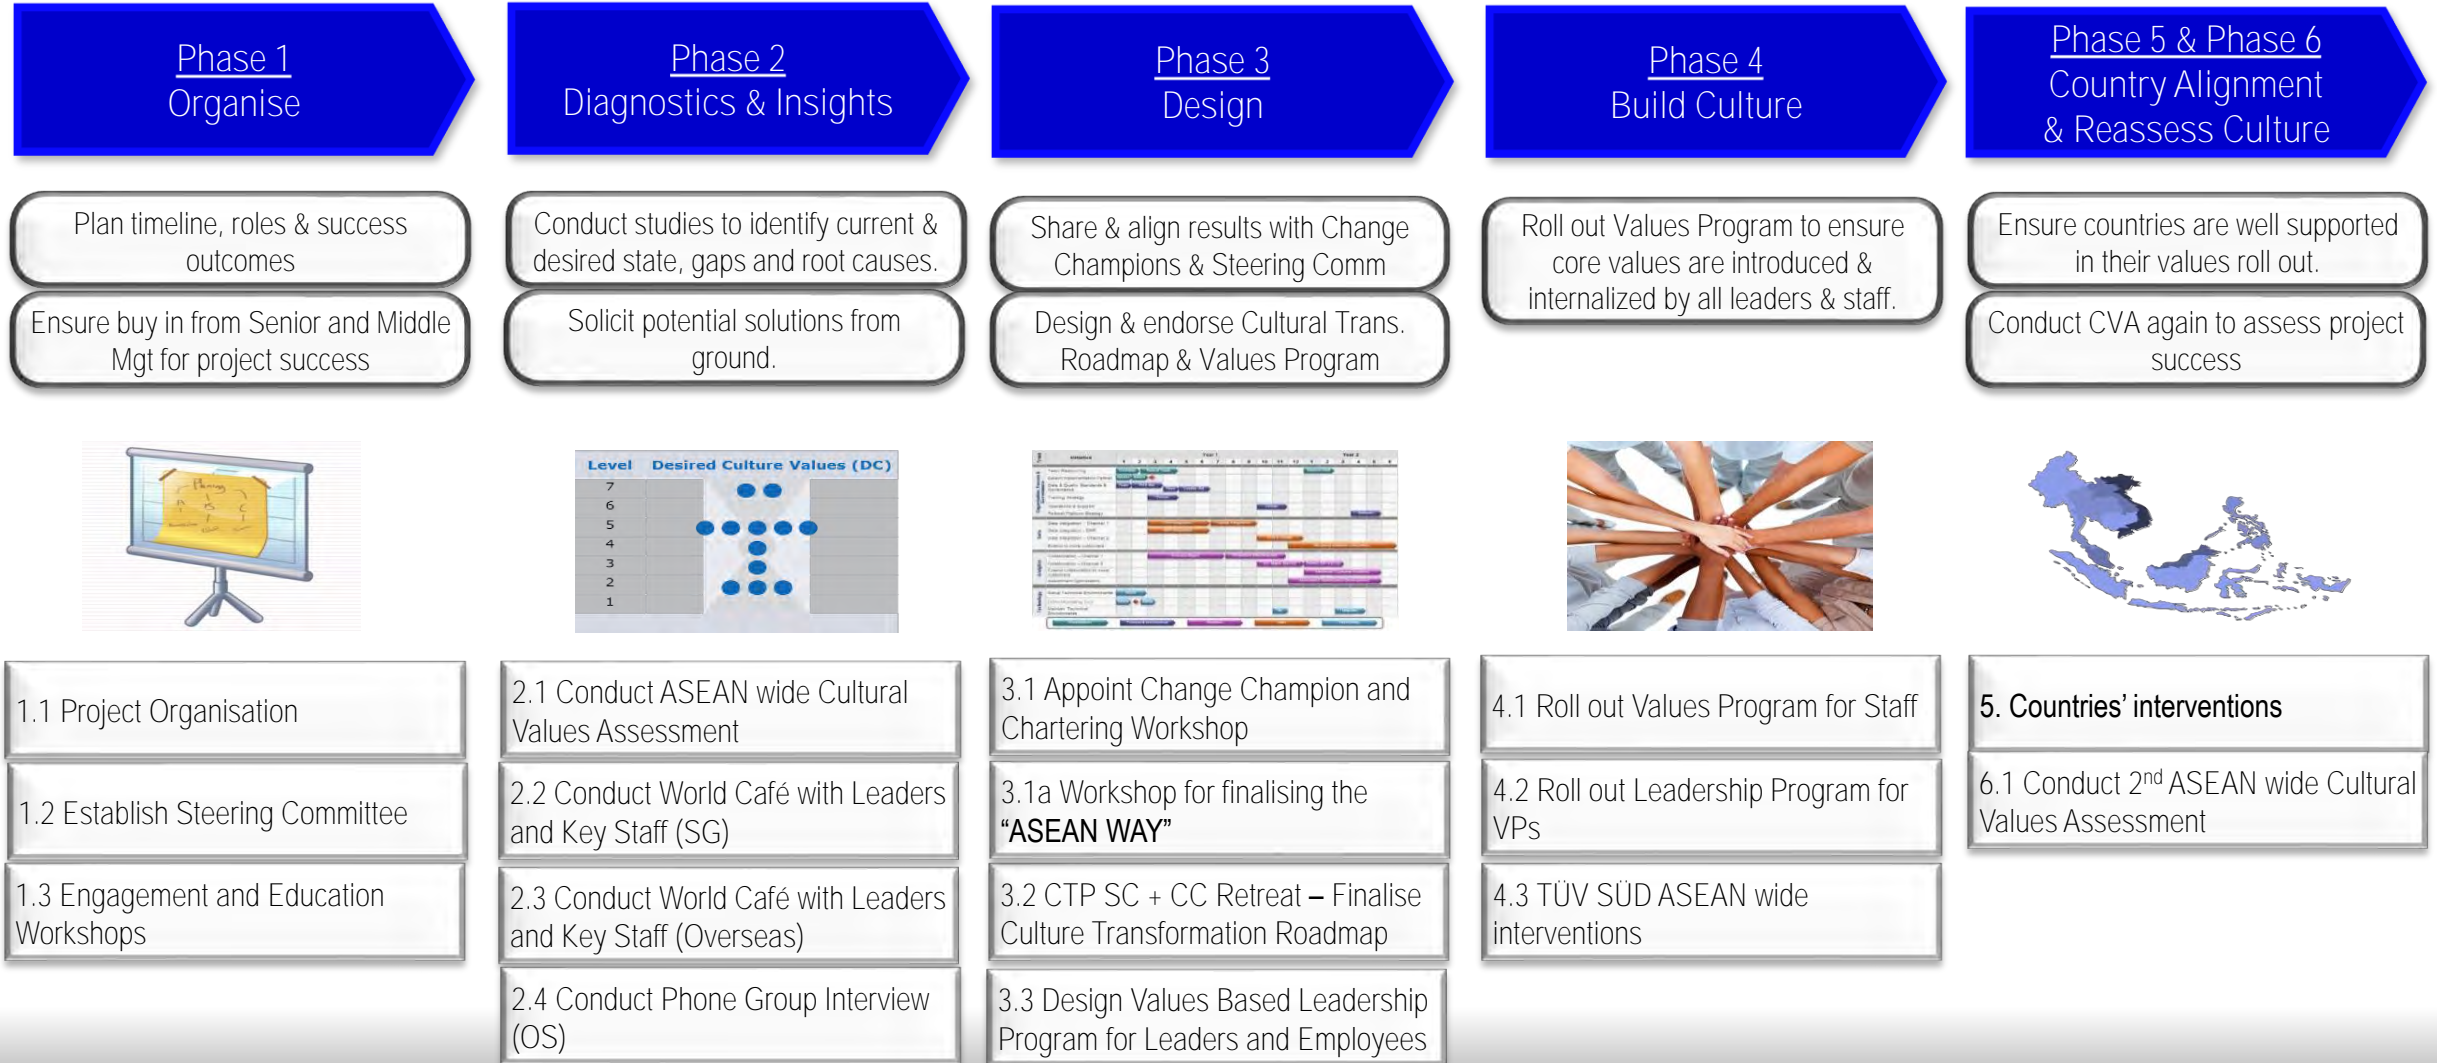 Phase 1
Organise
Phase 2
Diagnostics & Insights
Phase 3
Design
Phase 4
Build Culture
Phase 5 & Phase 6
Country Alignment
& Reassess Culture
Plan timeline, roles & success
outcomes
Ensure buy in from Senior and Middle
Mgt for project success
Conduct studies to identify current &
desired state, gaps and root causes.
Solicit potential solutions from
ground.
Share & align results with Change
Champions & Steering Comm
Design & endorse Cultural Trans.
Roadmap & Values Program
Roll out Values Program to ensure
core values are introduced &
internalized by all leaders & staff.
Ensure countries are well supported
in their values roll out.
Conduct CVA again to assess project
success
Planning
Level Desired Culture Values (DC)
7
6
5
4
3
2
1
Year 1 Year 2
1.1 Project Organisation
1.2 Establish Steering Committee
1.3 Engagement and Education
Workshops
2.1 Conduct ASEAN wide Cultural
Values Assessment
2.2 Conduct World Café with Leaders
and Key Staff (SG)
2.3 Conduct World Café with Leaders
and Key Staff (Overseas)
2.4 Conduct Phone Group Interview
(OS)
3.1 Appoint Change Champion and
Chartering Workshop
3.1a Workshop for finalising the
“ASEAN WAY”
3.2 CTP SC + CC Retreat – Finalise
Culture Transformation Roadmap
3.3 Design Values Based Leadership
Program for Leaders and Employees
4.1 Roll out Values Program for Staff
4.2 Roll out Leadership Program for
VPs
4.3 TÜV SÜD ASEAN wide
interventions
5. Countries’ interventions
6.1 Conduct 2nd ASEAN wide Cultural
Values Assessment